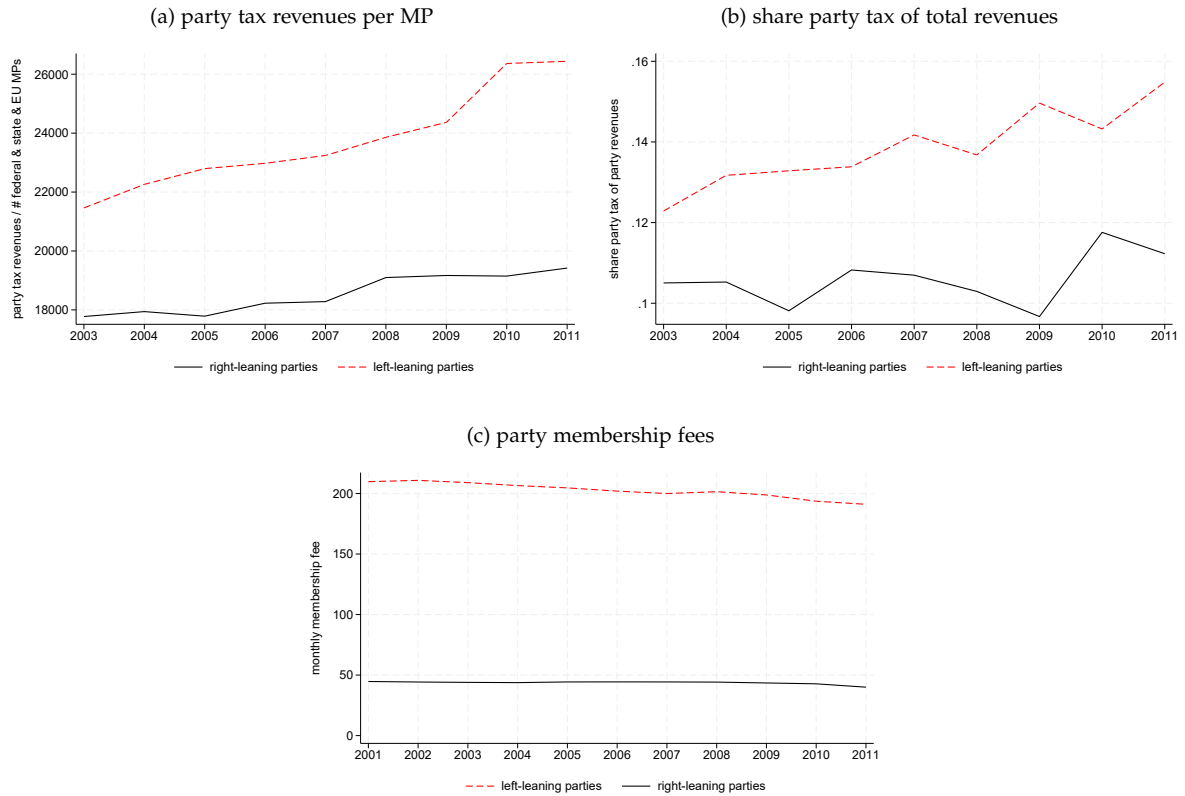 (a) party tax revenues per MP
party tax revenues / # federal & state & EU MPs
26000
24000
22000
20000
18000
2003 2004 2005 2006 2007 2008 2009 2010 2011
right-leaning parties left-leaning parties
(b) share party tax of total revenues
share party tax of party revenues
.16
.14
.12
.1
2003 2004 2005 2006 2007 2008 2009 2010 2011
right-leaning parties left-leaning parties
(c) party membership fees
monthly membership fee
200
150
100
50
0
2001 2002 2003 2004 2005 2006 2007 2008 2009 2010 2011
left-leaning parties right-leaning parties